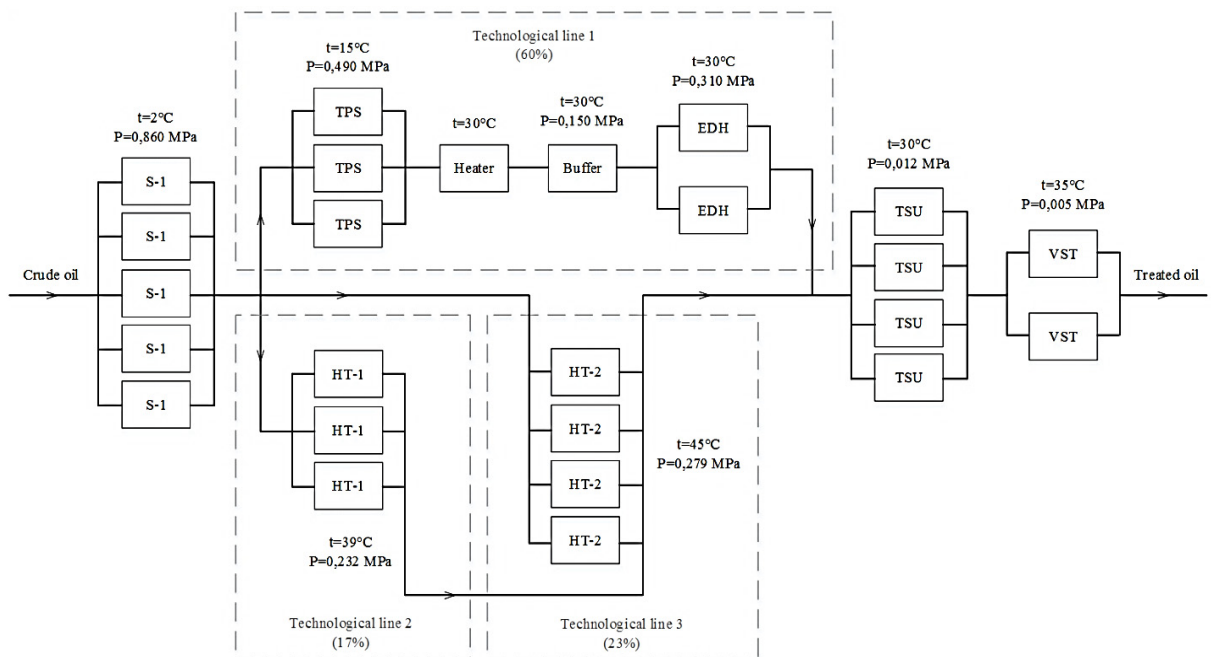 Technological line 1
(60%)
t=15°C
P=0,490 MPa
TPS
TPS
TPS
t=30°C
Heater
t=30°C
P=0,150 MPa
Buffer
t=30°C
P=0,310 MPa
EDH
EDH
t=2°C
P=0,860 MPa
S-1
S-1
S-1
S-1
S-1
Crude oil
t=30°C
P=0,012 MPa
TSU
TSU
TSU
TSU
t=35°C
P=0,005 MPa
VST
VST
Treated oil
HT-1
HT-1
HT-1
t=39°C
P=0,232 MPa
Technological line 2
(17%)
HT-2
HT-2
HT-2
HT-2
t=45°C
P=0,279 MPa
Technological line 3
(23%)